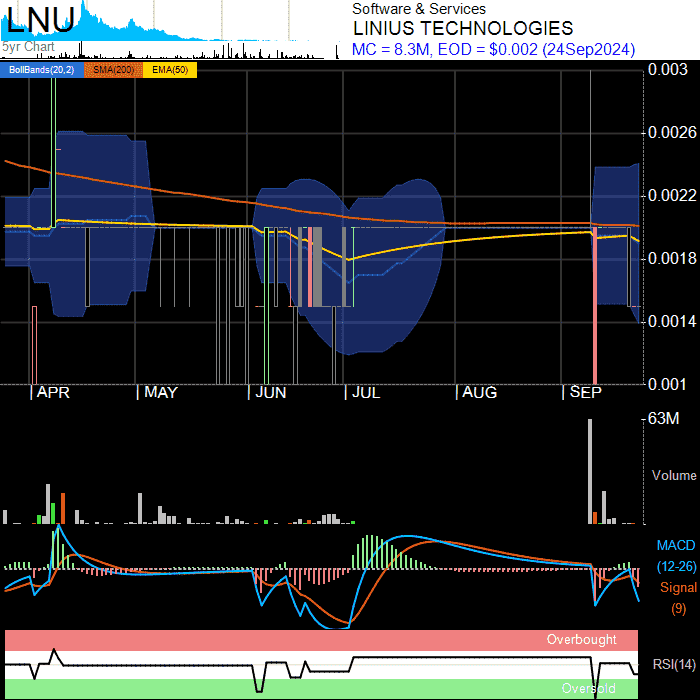 LNU
Software & Services
LINIUS TECHNOLOGIES
5yr Chart
MC = 8.3M, EOD = $0.002 (24Sep2024)
BollBands(20,2) SMA(200) EMA(50)
0.003
0.0026
0.0022
0.0018
0.0014
0.001
APR MAY JUN JUL AUG SEP
63M
Volume
MACD
(12-26)
Signal
(9)
Overbought
RSI(14)
Oversold